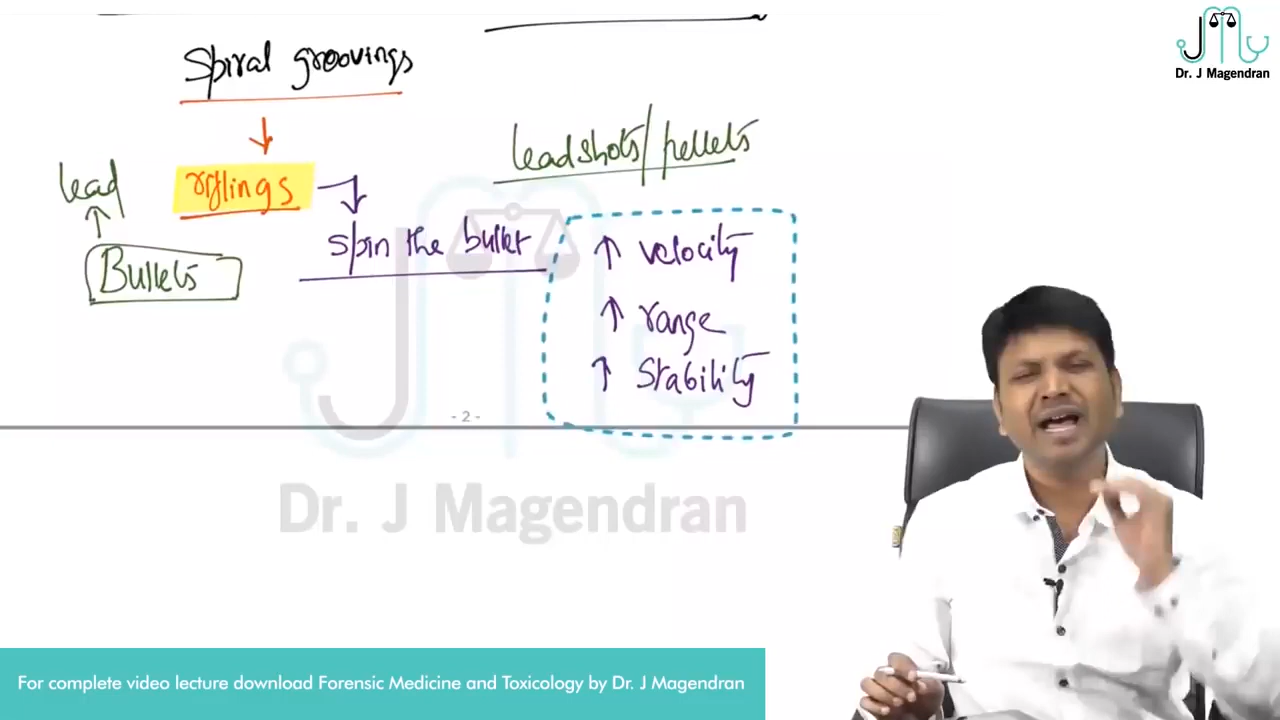 JM
Dr. J Magendran
Spiral groovings
lead
riflings
leadshots/pellets
Bullets
Spin the bullet
↑ velocity
↑ range
↑ Stability
- 2 -
Dr. J Magendran
For complete video lecture download Forensic Medicine and Toxicology by Dr. J Magendran